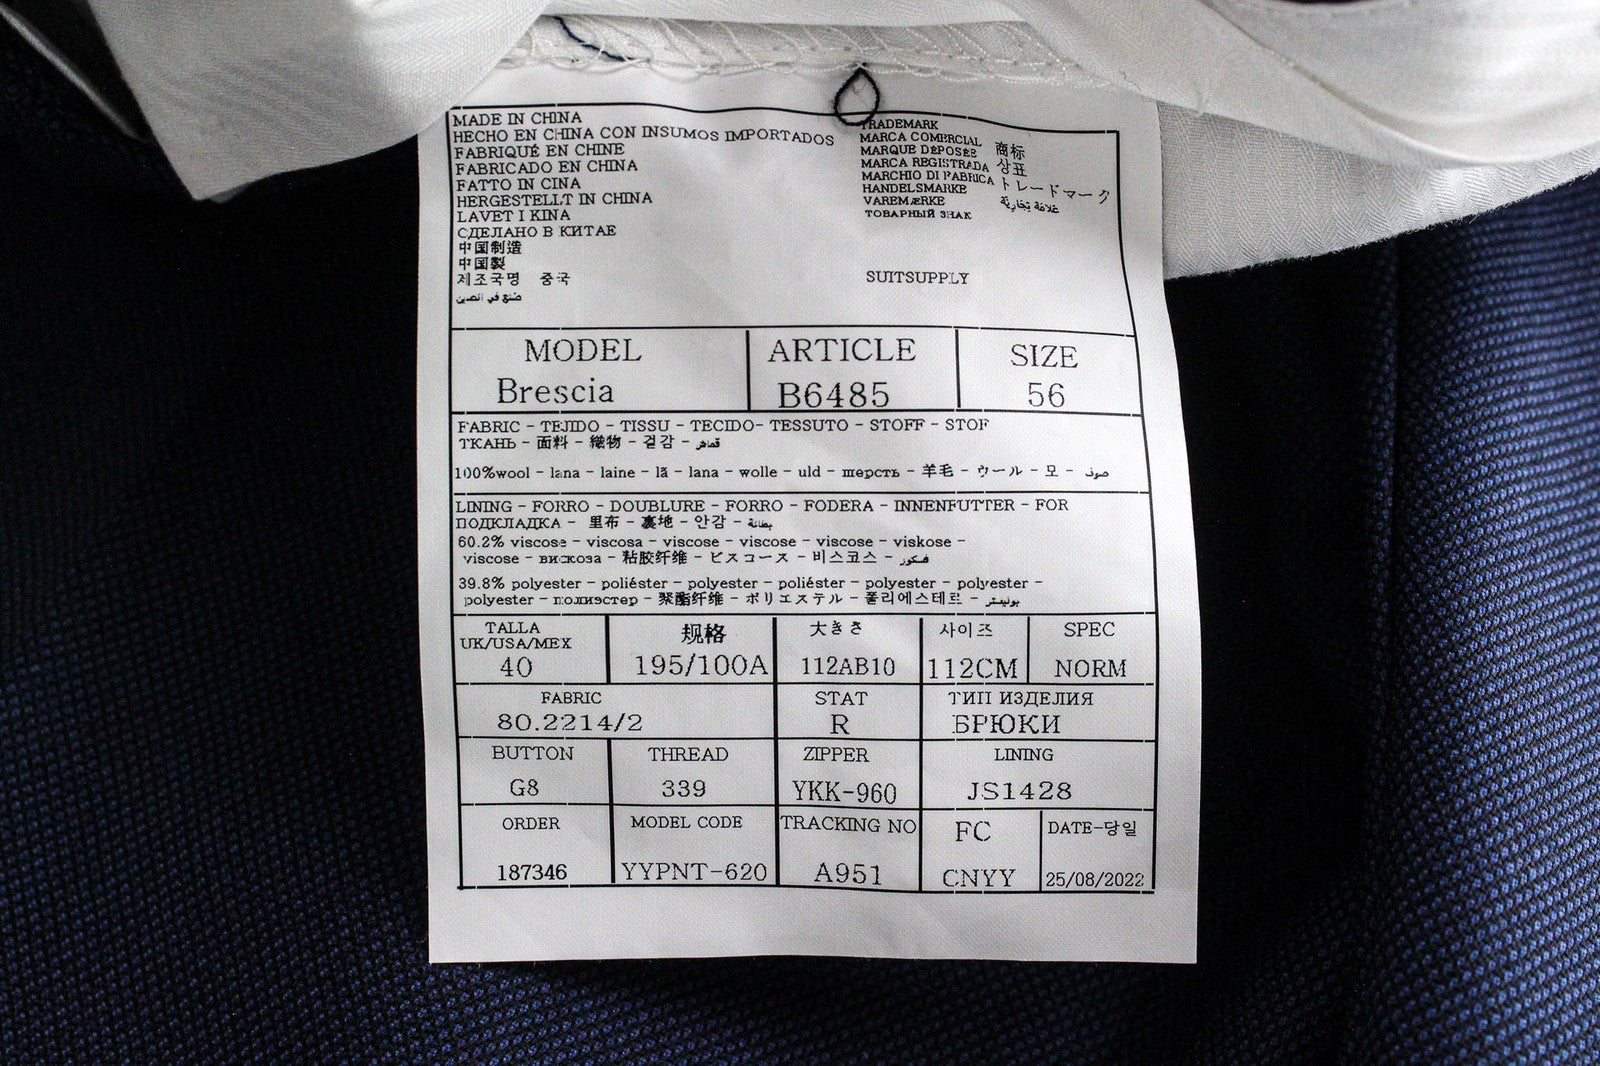 MADE IN CHINA
HECHO EN CHINA CON INSUMOS IMPORTADOS
FABRIQUÉ EN CHINE
FABRICADO EN CHINA
FATTO IN CINA
HERGESTELLT IN CHINA
LAVET I KINA
СДЕЛАНО В КИТАЕ
中国制造
中国製
제조국명 중국
صنع في الصين
TRADEMARK
MARCA COMERCIAL 商标
MARQUE DÉPOSÉE
MARCA REGISTRADA 상표
MARCHIO DI FABRICA トレードマーク
HANDELSMARKE
VAREMÆRKE علامة تجارية
ТОВАРНЫЙ ЗНАК
SUITSUPPLY
MODEL ARTICLE SIZE
Brescia B6485 56
FABRIC - TEJIDO - TISSU - TECIDO- TESSUTO - STOFF - STOF
ТКАНЬ - 面料 - 織物 - 겉감 - قماش
100%wool - lana - laine - lã - lana - wolle - uld - шерсть - 羊毛 - ウール - 모 - صوف
LINING - FORRO - DOUBLURE - FORRO - FODERA - INNENFUTTER - FOR
ПОДКЛАДКА - 里布 - 裏地 - 안감 - بطانة
60.2% viscose - viscosa - viscose - viscose - viscose - viskose -
viscose - вискоза - 粘胶纤维 - ビスコース - 비스코스 - فسكوز
39.8% polyester - poliéster - polyester - poliéster - polyester - polyester -
polyester - полиэстер - 聚酯纤维 - ポリエステル - 폴리에스테르 - بوليستر
TALLA 规格 大きさ 사이즈 SPEC
UK/USA/MEX
40 195/100A 112AB10 112CM NORM
FABRIC STAT ТИП ИЗДЕЛИЯ
80.2214/2 R БРЮКИ
BUTTON THREAD ZIPPER LINING
G8 339 YKK-960 JS1428
ORDER MODEL CODE TRACKING NO FC DATE-당일
187346 YYPNT-620 A951 CNYY 25/08/2022